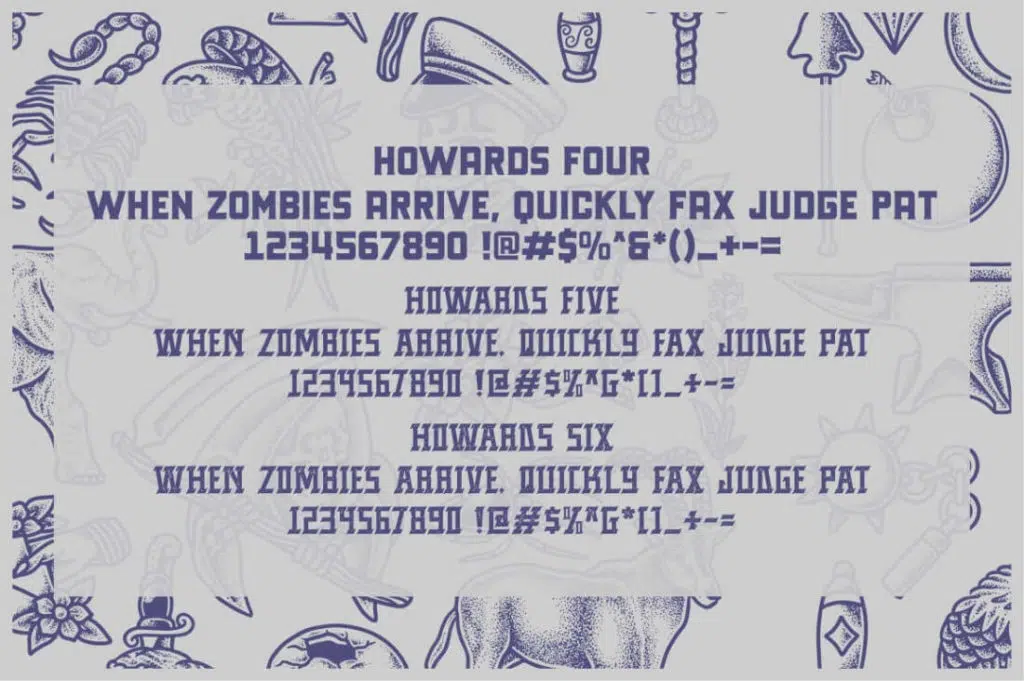 HOWARDS FOUR
WHEN ZOMBIES ARRIVE, QUICKLY FAX JUDGE PAT
1234567890 !@#$%^&*()_+-=
HOWARDS FIVE
WHEN ZOMBIES ARRIVE. QUICKLY FAX JUDGE PAT
1234567890 !@#$%^&*()_+-=
HOWARDS SIX
WHEN ZOMBIES ARRIVE. QUICKLY FAX JUDGE PAT
1234567890 !@#$%^&*()_+-=